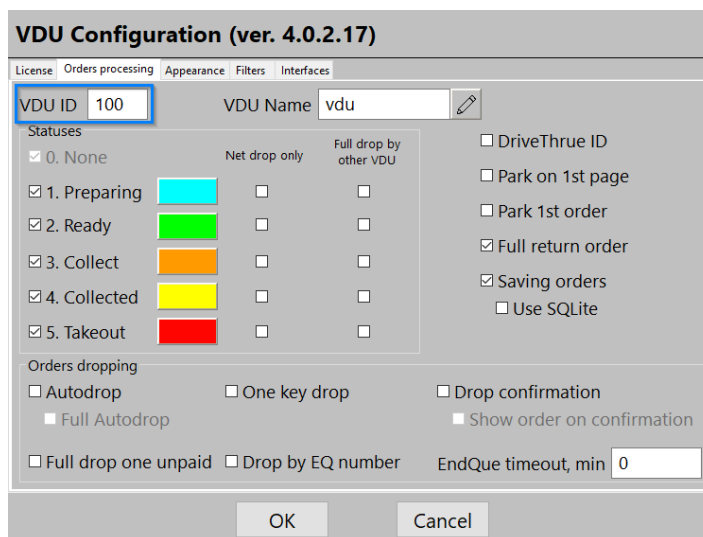 VDU Configuration (ver. 4.0.2.17)
License Orders processing Appearance Filters Interfaces
VDU ID 100 VDU Name vdu
Statuses
0. None Net drop only Full drop by other VDU
1. Preparing
2. Ready
3. Collect
4. Collected
5. Takeout
DriveThrue ID
Park on 1st page
Park 1st order
Full return order
Saving orders
Use SQLite
Orders dropping
Autodrop One key drop Drop confirmation
Full Autodrop Show order on confirmation
Full drop one unpaid Drop by EQ number EndQue timeout, min 0
OK Cancel